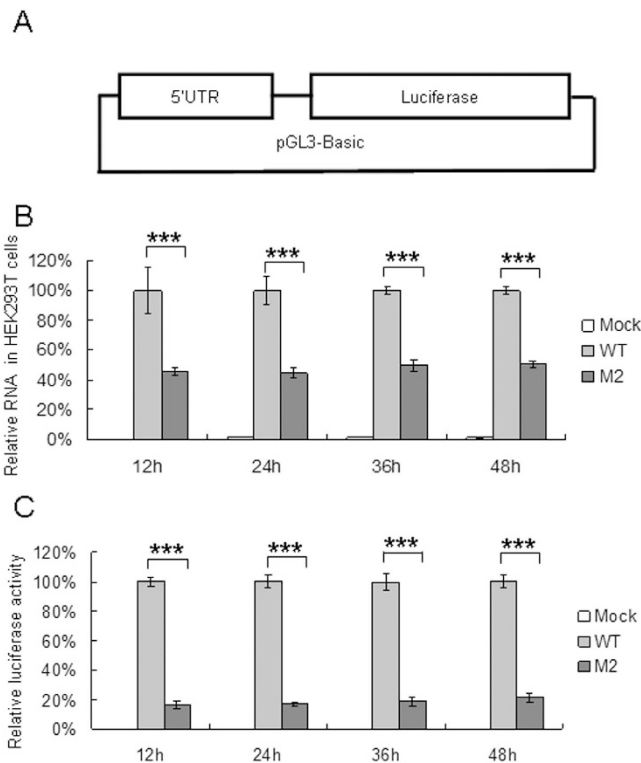 A
5'UTR
Luciferase
pGL3-Basic
B
Relative RNA in HEK293T cells
120%
100%
80%
60%
40%
20%
0%
***
***
***
***
12h
24h
36h
48h
Mock
WT
M2
C
Relative luciferase activity
120%
100%
80%
60%
40%
20%
0%
***
***
***
***
12h
24h
36h
48h
Mock
WT
M2